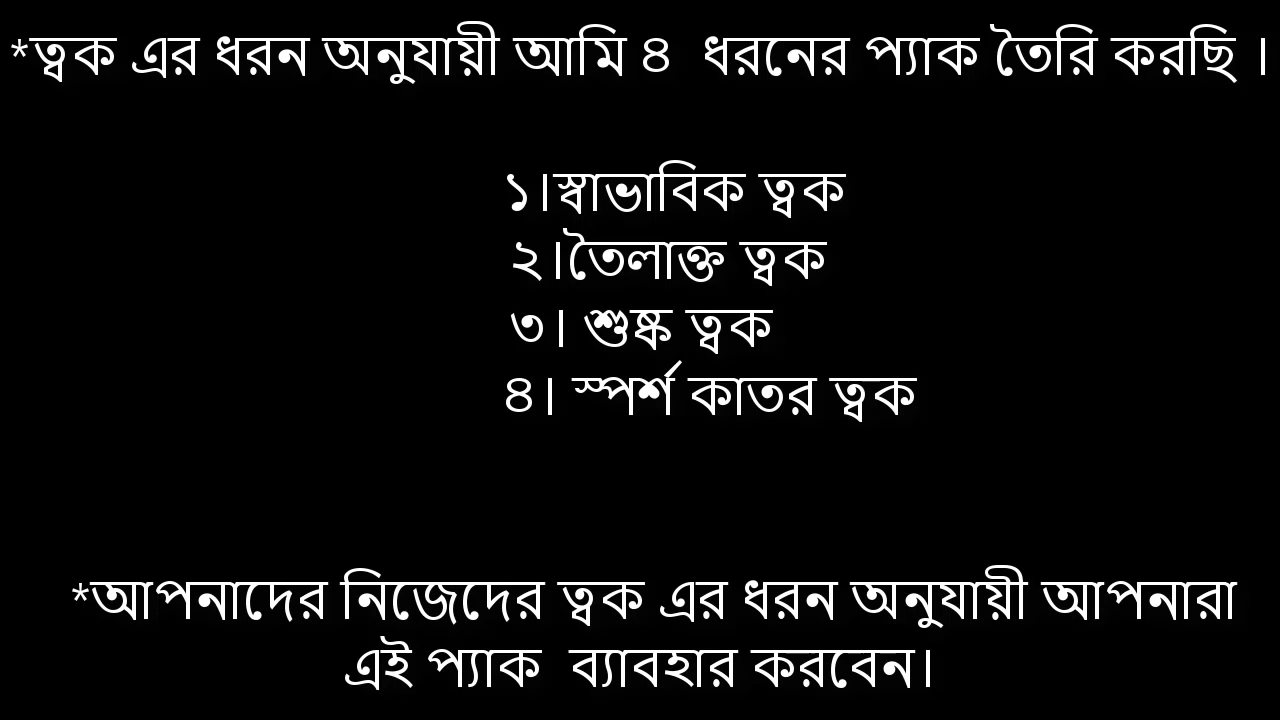 *ত্বক এর ধরন অনুযায়ী আমি ৪ ধরনের প্যাক তৈরি করছি ।
১।স্বাভাবিক ত্বক
২।তৈলাক্ত ত্বক
৩। শুষ্ক ত্বক
৪। স্পর্শ কাতর ত্বক
*আপনাদের নিজেদের ত্বক এর ধরন অনুযায়ী আপনারা
এই প্যাক ব্যাবহার করবেন।